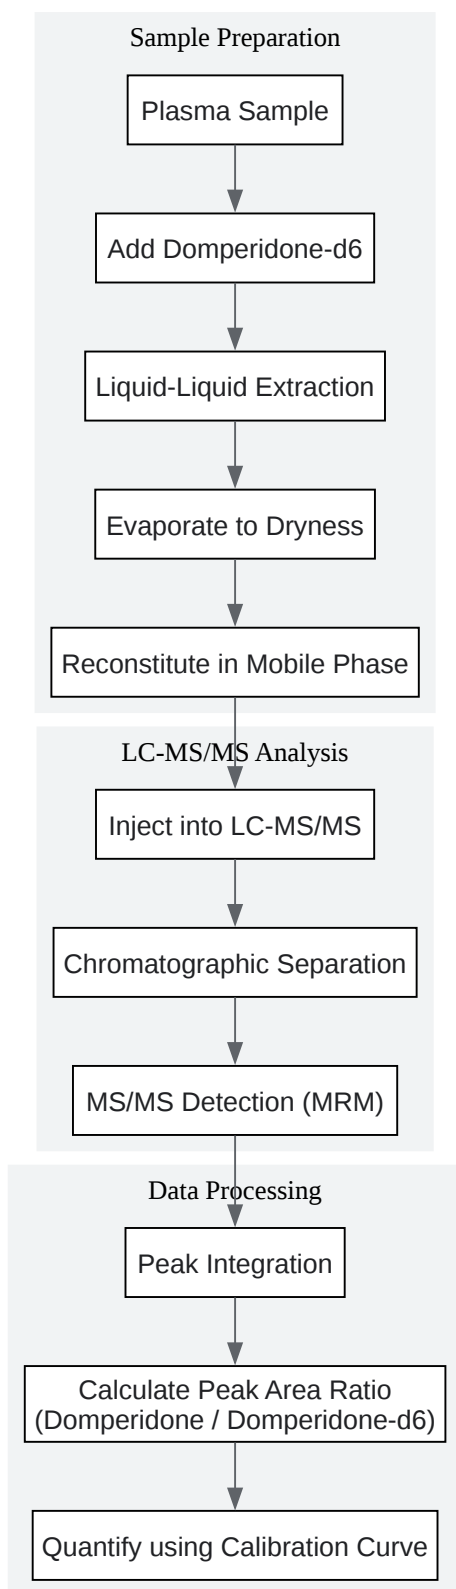 Sample Preparation
Plasma Sample
Add Domperidone-d6
Liquid-Liquid Extraction
Evaporate to Dryness
Reconstitute in Mobile Phase
LC-MS/MS Analysis
Inject into LC-MS/MS
Chromatographic Separation
MS/MS Detection (MRM)
Data Processing
Peak Integration
Calculate Peak Area Ratio
(Domperidone / Domperidone-d6)
Quantify using Calibration Curve